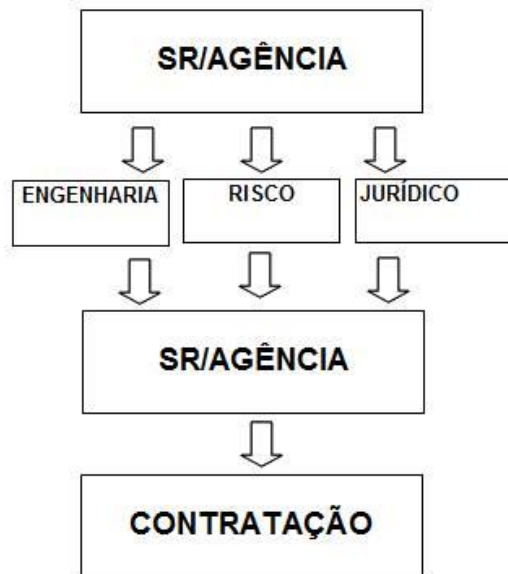 SR/AGÊNCIA
ENGENHARIA
RISCO
JURÍDICO
SR/AGÊNCIA
CONTRATAÇÃO